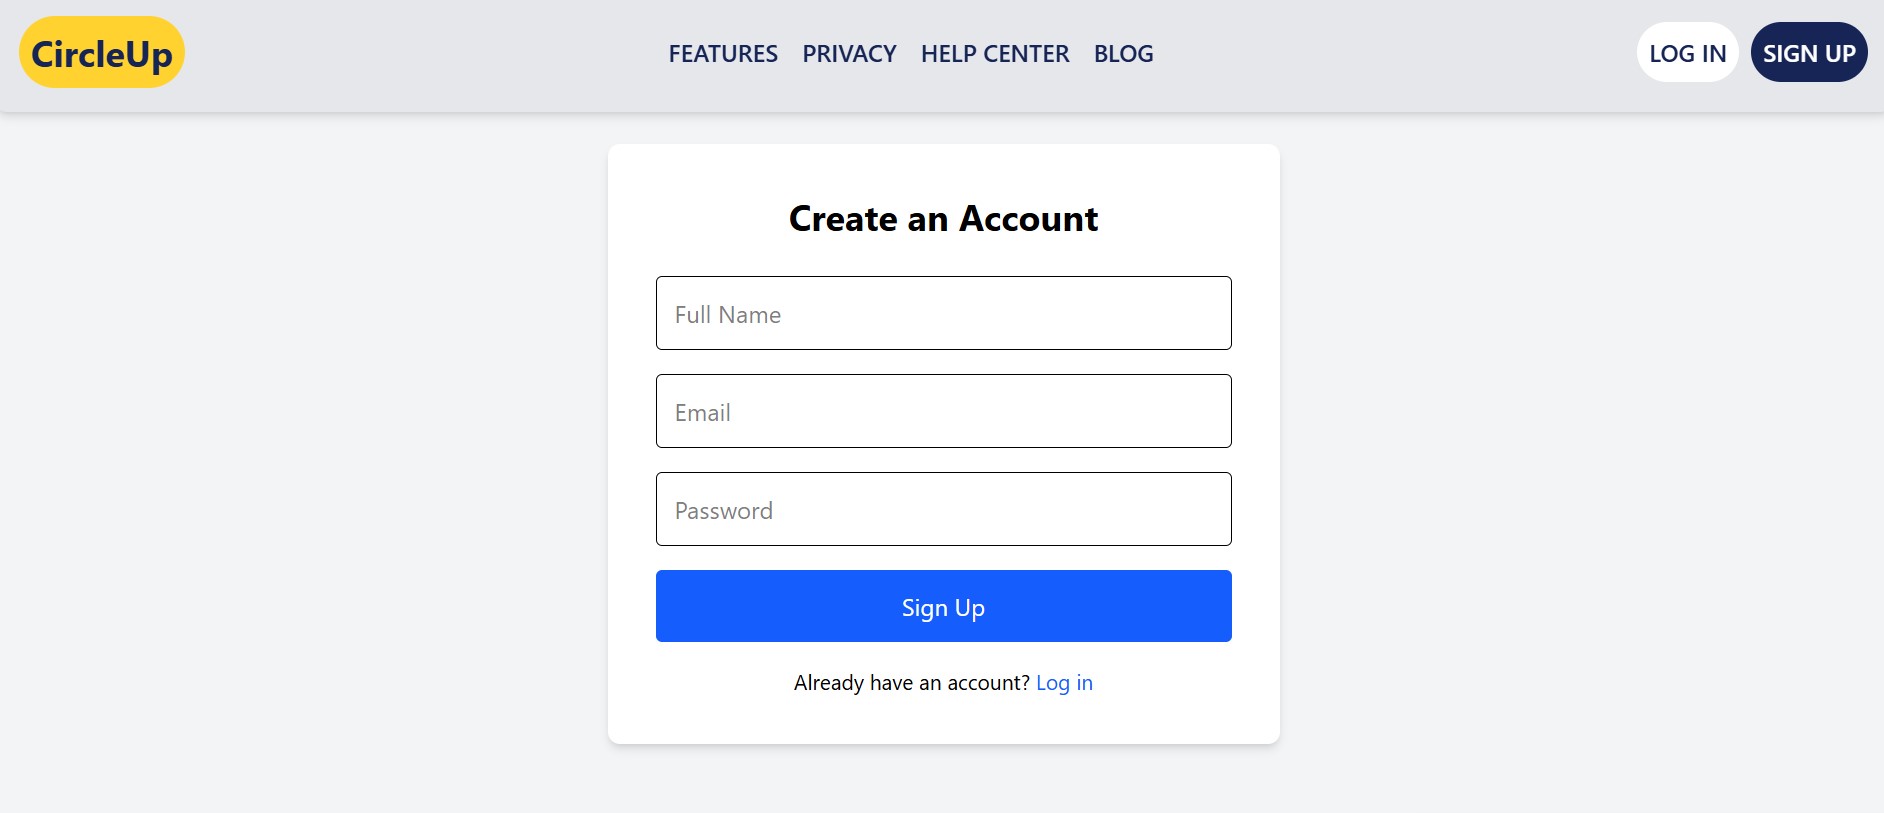 CircleUp
FEATURES PRIVACY HELP CENTER BLOG
LOG IN SIGN UP
Create an Account
Full Name
Email
Password
Sign Up
Already have an account? Log in